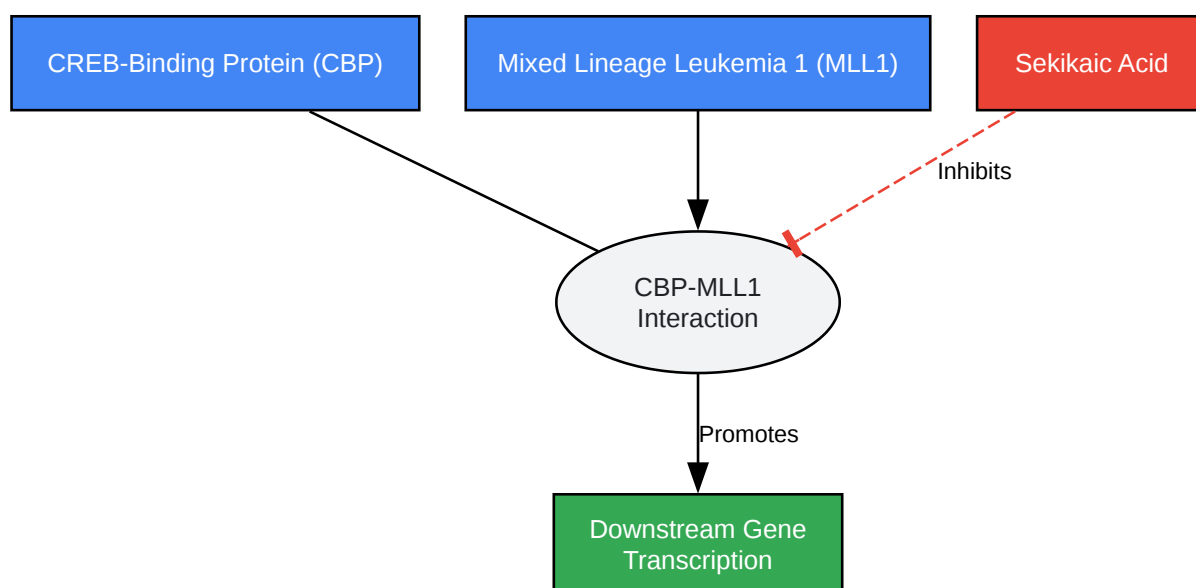 CREB-Binding Protein (CBP)
Mixed Lineage Leukemia 1 (MLL1)
Sekikaic Acid
Inhibits
CBP-MLL1
Interaction
Promotes
Downstream Gene
Transcription